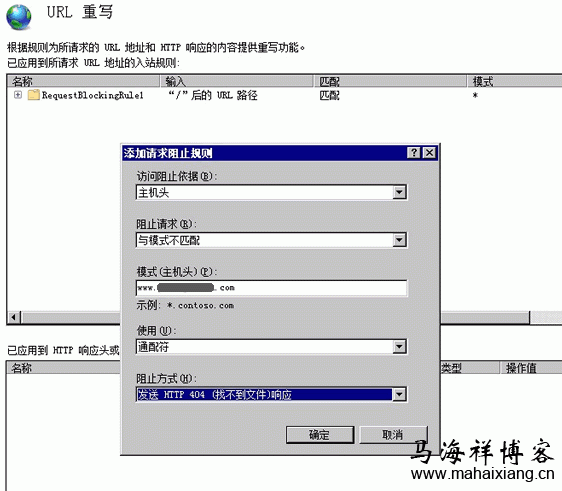 URL 重写
根据规则为所请求的 URL 地址和 HTTP 响应的内容提供重写功能。
已应用到所请求 URL 地址的入站规则:
名称 输入 匹配 模式
RequestBlockingRule1 “/”后的 URL 路径 匹配 *
添加请求阻止规则
访问阻止依据(B):
主机头
阻止请求(R):
与模式不匹配
模式(主机头)(P):
www. .com
示例: *.contoso.com
使用(U):
通配符
已应用到 HTTP 响应头或
名称 类型 操作值
阻止方式(H):
发送 HTTP 404 (找不到文件)响应
确定 取消
马海祥博客
www.mahaixiang.cn